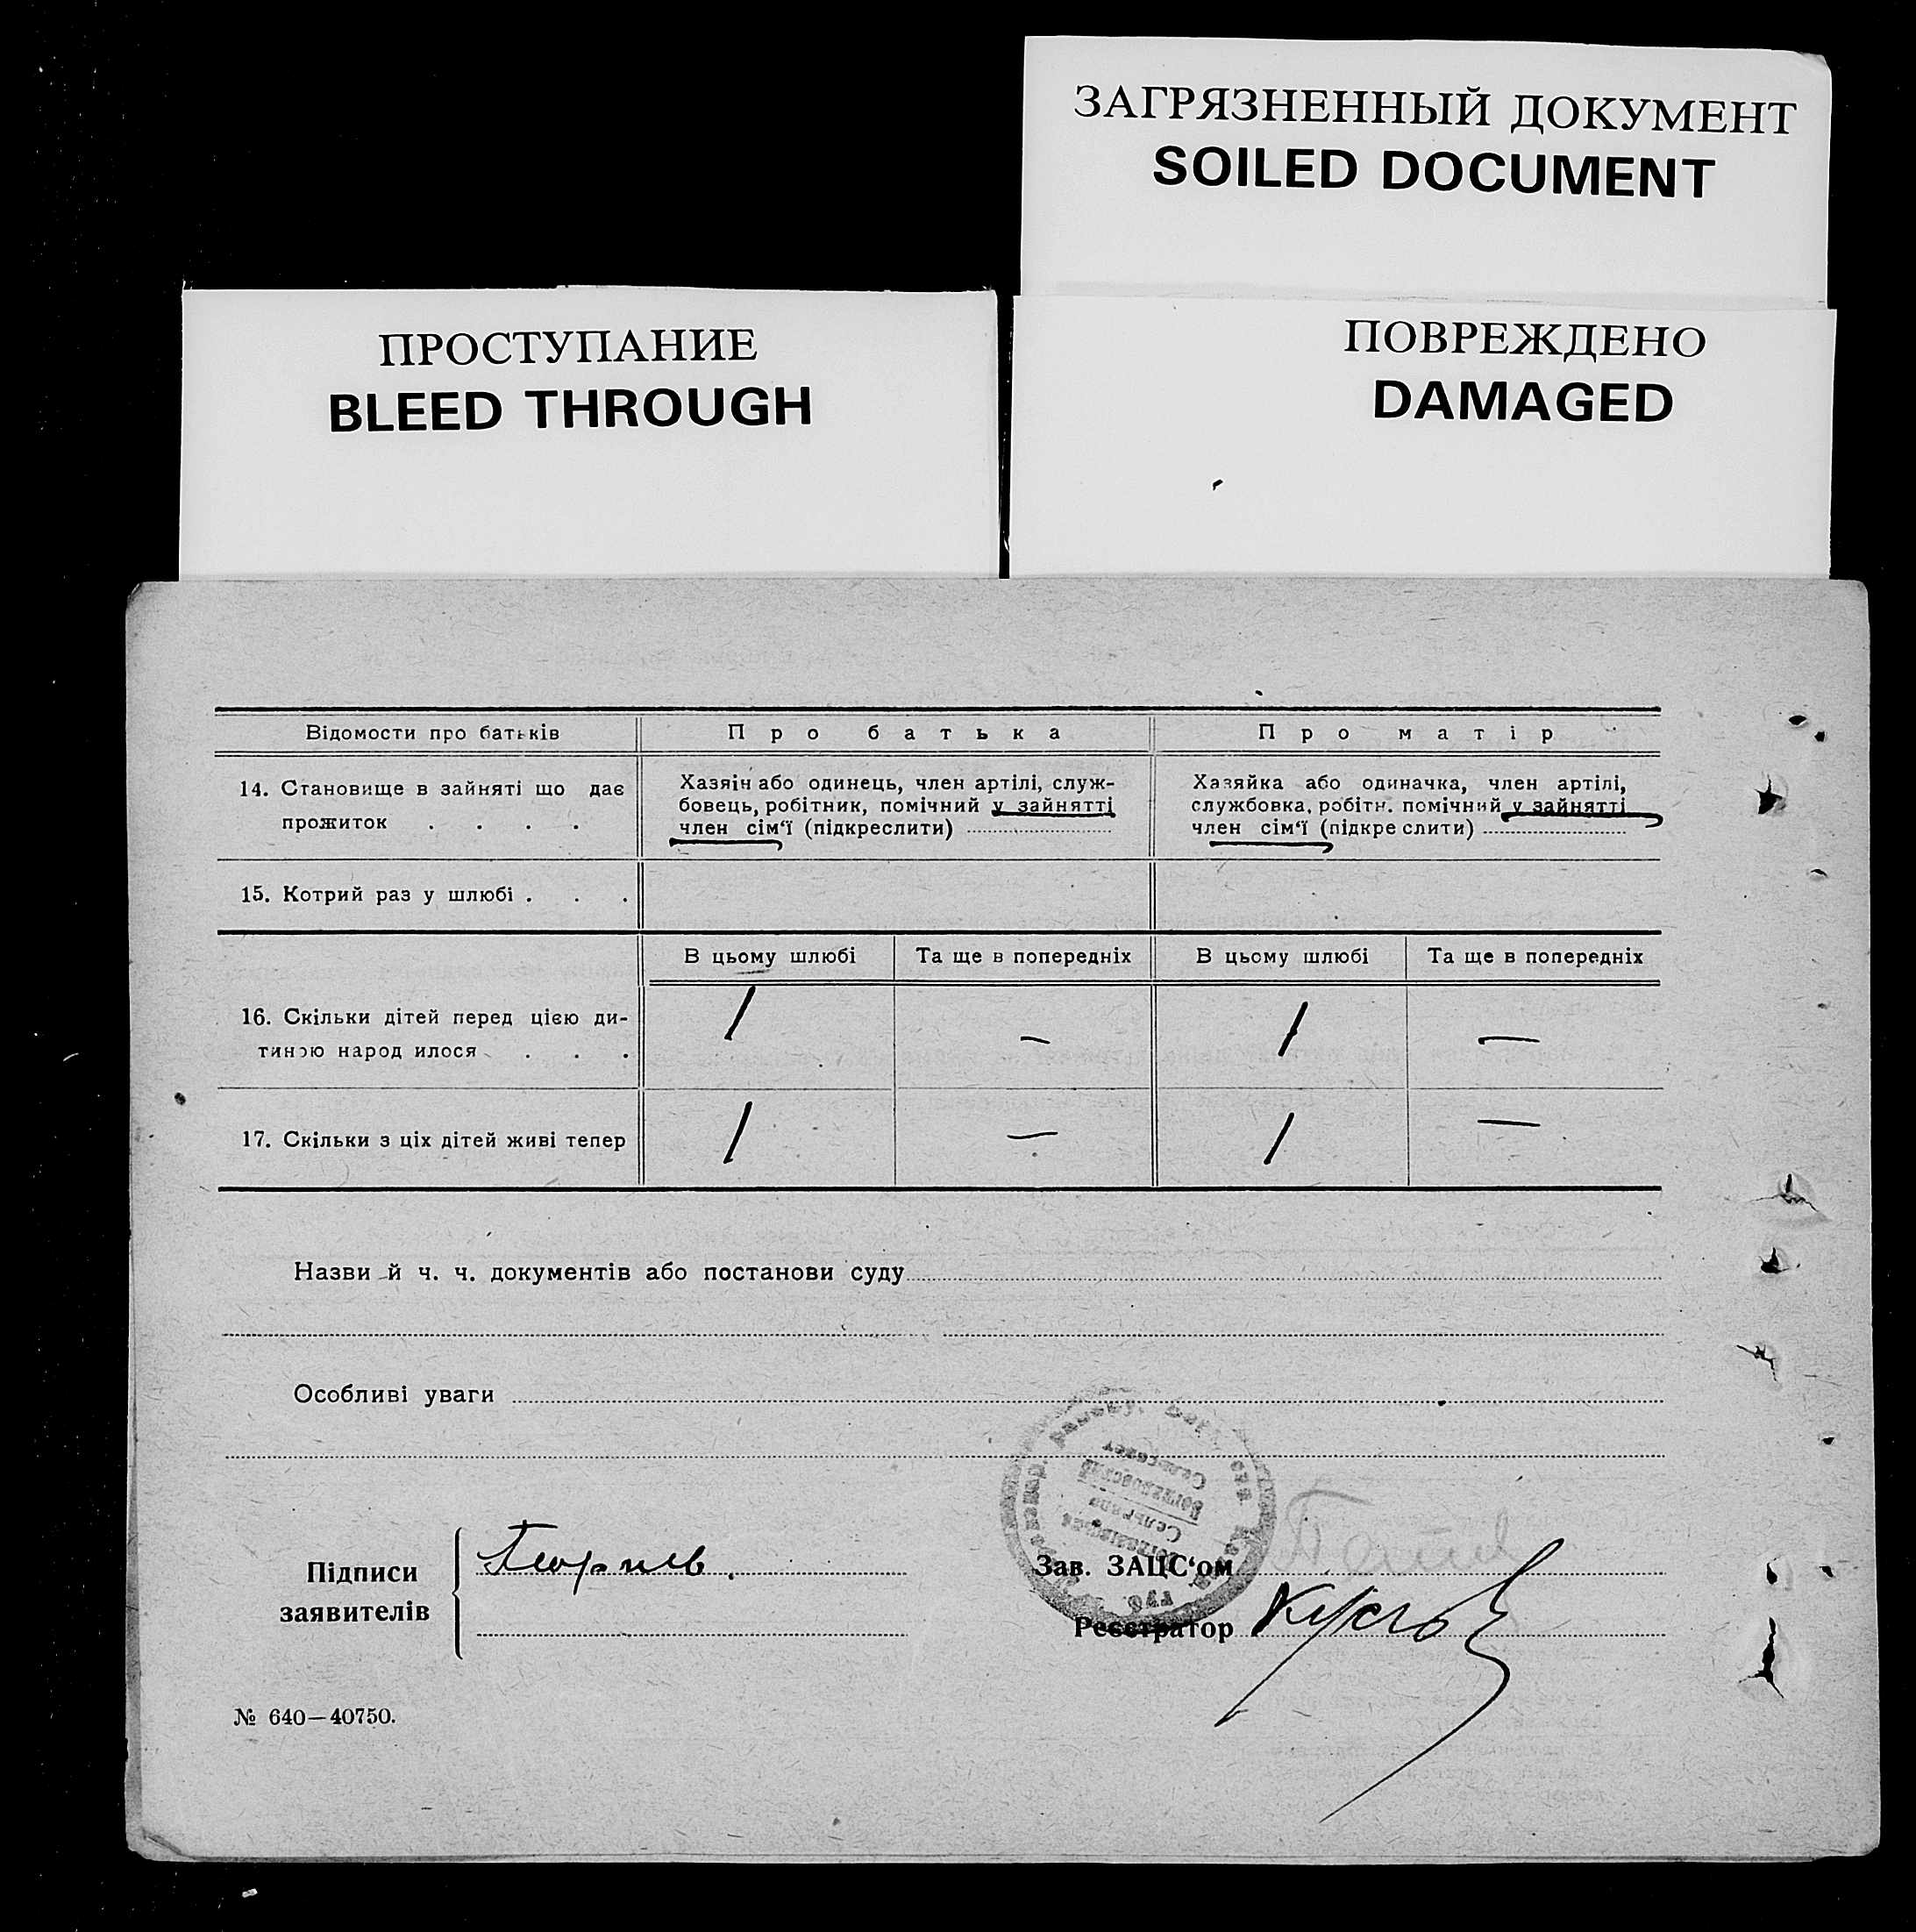 ЗАГРЯЗНЕННЫЙ ДОКУМЕНТ
SOILED DOCUMENT
ПРОСТУПАНИЕ
BLEED THROUGH
ПОВРЕЖДЕНО
DAMAGED
Відомости про батьків
Про батька
Про матір
14. Становище в зайняті що дає
прожиток . . . .
Хазяін або одинець, член артілі, служ-
бовець, робітник, помічний у зайнятті
член сім‘ї (підкреслити)
Хазяйка або одиначка, член артілі,
службовка, робітн. помічний у зайнятті
член сім‘ї (підкреслити)
15. Котрий раз у шлюбі . . .
В цьому шлюбі
Та ще в попередніх
В цьому шлюбі
Та ще в попередніх
16. Скільки дітей перед цією ди-
тиною народилося . . .
1
—
1
—
17. Скільки з ціх дітей живі тепер
1
—
1
—
Назви й ч. ч. документів або постанови суду
Особливі уваги
Підписи
заявителів
Зав. ЗАЦС‘ом
Реєстратор
№ 640—40750.